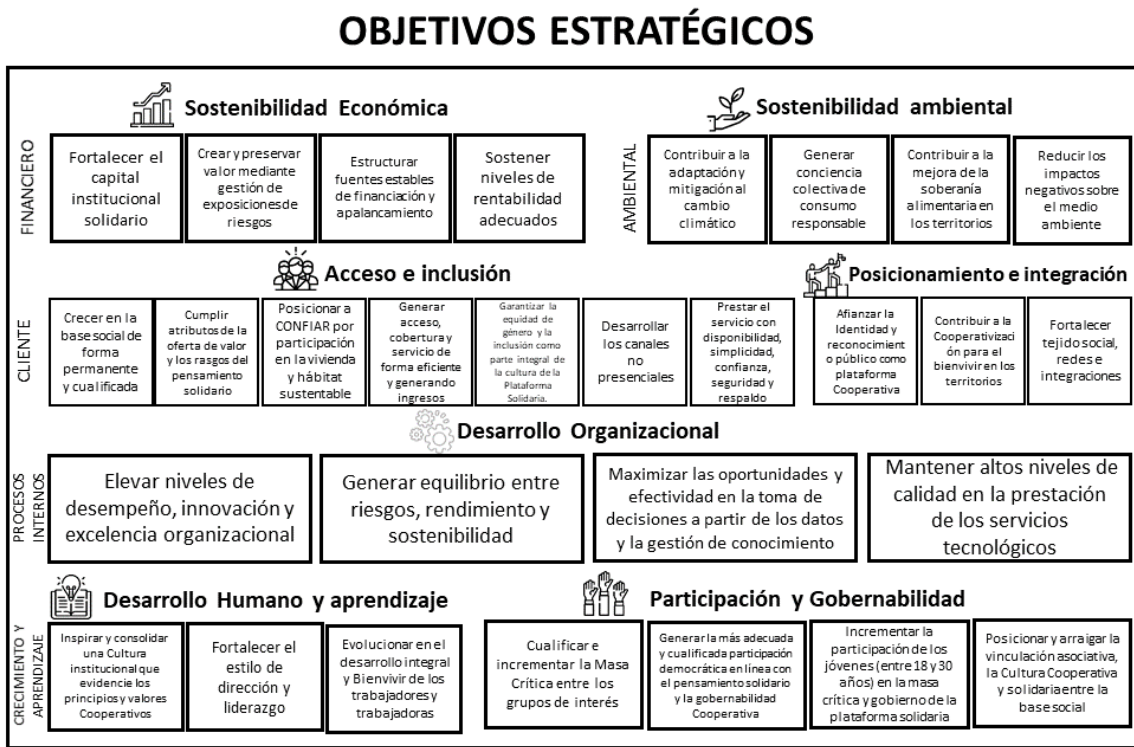 OBJETIVOS ESTRATÉGICOS
FINANCIERO
Sostenibilidad Económica
Fortalecer el
capital
institucional
solidario
Crear y preservar
valor mediante
gestión de
exposiciones de
riesgos
Estructurar
fuentes estables
de financiación y
apalancamiento
Sostener
niveles de
rentabilidad
adecuados
AMBIENTAL
Sostenibilidad ambiental
Contribuir a la
adaptación y
mitigación al
cambio
climático
Generar
conciencia
colectiva de
consumo
responsable
Contribuir a la
mejora de la
soberanía
alimentaria en
los territorios
Reducir los
impactos
negativos sobre
el medio
ambiente
CLIENTE
Acceso e inclusión
Crecer en la
base social de
forma
permanente
y cualificada
Cumplir
atributos de la
oferta de valor
y los rasgos del
pensamiento
solidario
Posicionar a
CONFIAR por
participación
en la vivienda
y hábitat
sustentable
Generar
acceso,
cobertura y
servicio de
forma eficiente
y generando
ingresos
Garantizar la
equidad de
género y la
inclusión como
parte integral de
la cultura de la
Plataforma
Solidaria.
Desarrollar
los canales
no
presenciales
Prestar el
servicio con
disponibilidad,
simplicidad,
confianza,
seguridad y
respaldo
Posicionamiento e integración
Afianzar la
Identidad y
reconocimient
o público como
plataforma
Cooperativa
Contribuir a la
Cooperativizaci
ón para el
bienvivir en los
territorios
Fortalecer
tejido social,
redes e
integraciones
PROCESOS
INTERNOS
Desarrollo Organizacional
Elevar niveles de
desempeño, innovación y
excelencia organizacional
Generar equilibrio entre
riesgos, rendimiento y
sostenibilidad
Maximizar las oportunidades y
efectividad en la toma de
decisiones a partir de los datos
y la gestión de conocimiento
Mantener altos niveles de
calidad en la prestación
de los servicios
tecnológicos
CRECIMIENTO Y
APRENDIZAJE
Desarrollo Humano y aprendizaje
Inspirar y consolidar
una Cultura
institucional que
evidencie los
principios y valores
Cooperativos
Fortalecer el
estilo de
dirección y
liderazgo
Evolucionar en el
desarrollo integral
y Bienvivir de los
trabajadores y
trabajadoras
Participación y Gobernabilidad
Cualificar e
incrementar la Masa
Crítica entre los
grupos de interés
Generar la más adecuada
y cualificada participación
democrática en línea con
el pensamiento solidario
y la gobernabilidad
Cooperativa
Incrementar la
participación de los
jóvenes (entre 18 y 30
años) en la masa
crítica y gobierno de la
plataforma solidaria
Posicionar y arraigar la
vinculación asociativa,
la Cultura Cooperativa
y solidaria entre la
base social